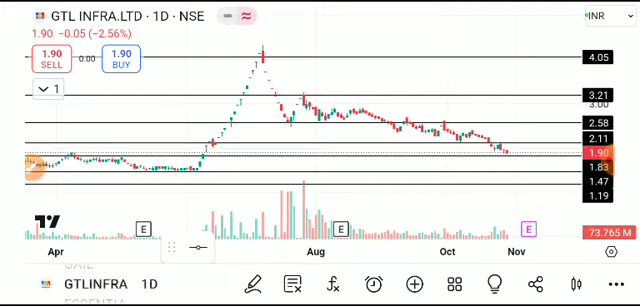 GTL INFRA.LTD · 1D · NSE
INR
1.90 −0.05 (−2.56%)
1.90 SELL
0.00
1.90 BUY
1
4.05
3.21
3.00
2.58
2.11
1.90
1.83
1.47
1.19
E E E
73.765 M
Apr Aug Oct Nov
GAIL
GTLINFRA 1D
ESSENTIA